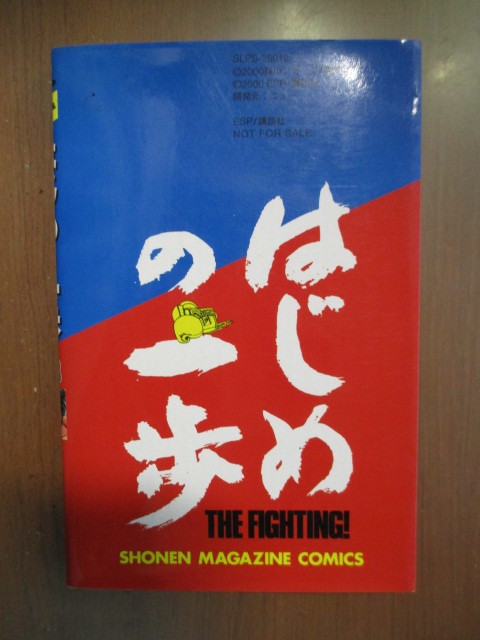 ESP/講談社
NOT FOR SALE
はじめ
の一歩
THE FIGHTING!
SHONEN MAGAZINE COMICS